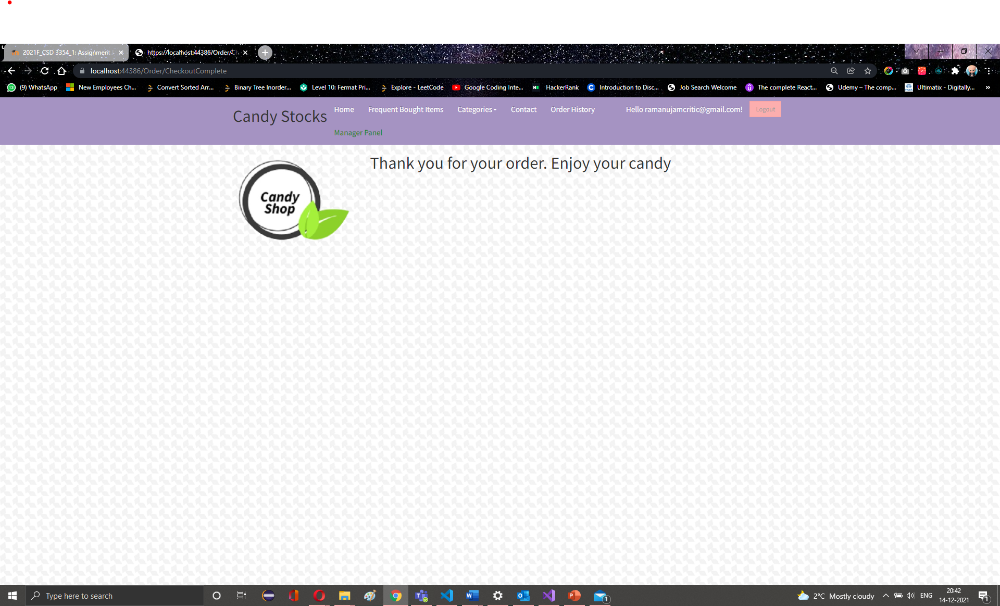 2021F_CSD 3354_1: Assignment
https://localhost:44386/Order/C
localhost:44386/Order/CheckoutComplete
(9) WhatsApp New Employees Ch... Convert Sorted Arr... Binary Tree Inorder... Level 10: Fermat Pri... Explore - LeetCode Google Coding Inte... HackerRank Introduction to Disc... Job Search Welcome The complete React... Udemy – The comp... Ultimatix - Digitally... »
Candy Stocks
Home Frequent Bought Items Categories Contact Order History Hello ramanujamcritic@gmail.com! Logout
Manager Panel
Thank you for your order. Enjoy your candy
Candy
Shop
Type here to search
2°C Mostly cloudy
ENG
20:42
14-12-2021